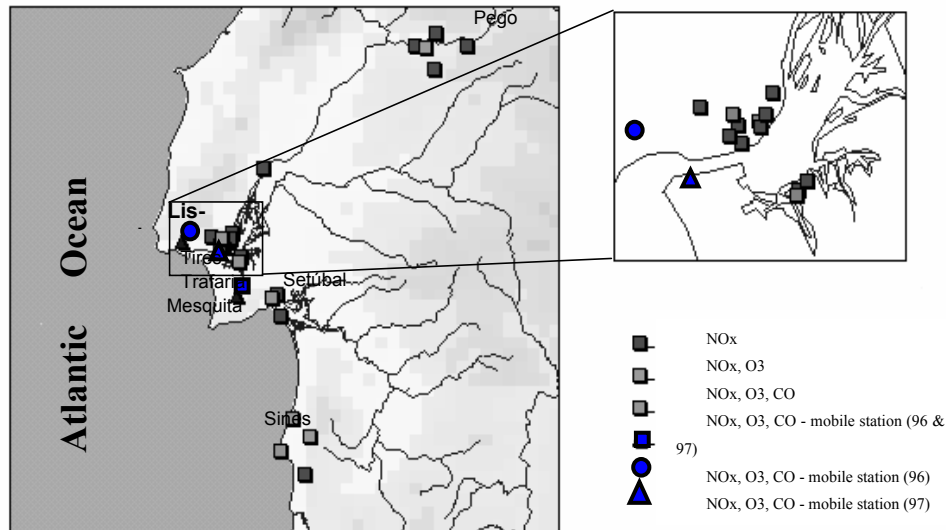 Pego
Atlantic Ocean
Lis-
Tires
Trafari
Mesquita
Setúbal
Sines
NOx
NOx, O3
NOx, O3, CO
NOx, O3, CO - mobile station (96 &
97)
NOx, O3, CO - mobile station (96)
NOx, O3, CO - mobile station (97)